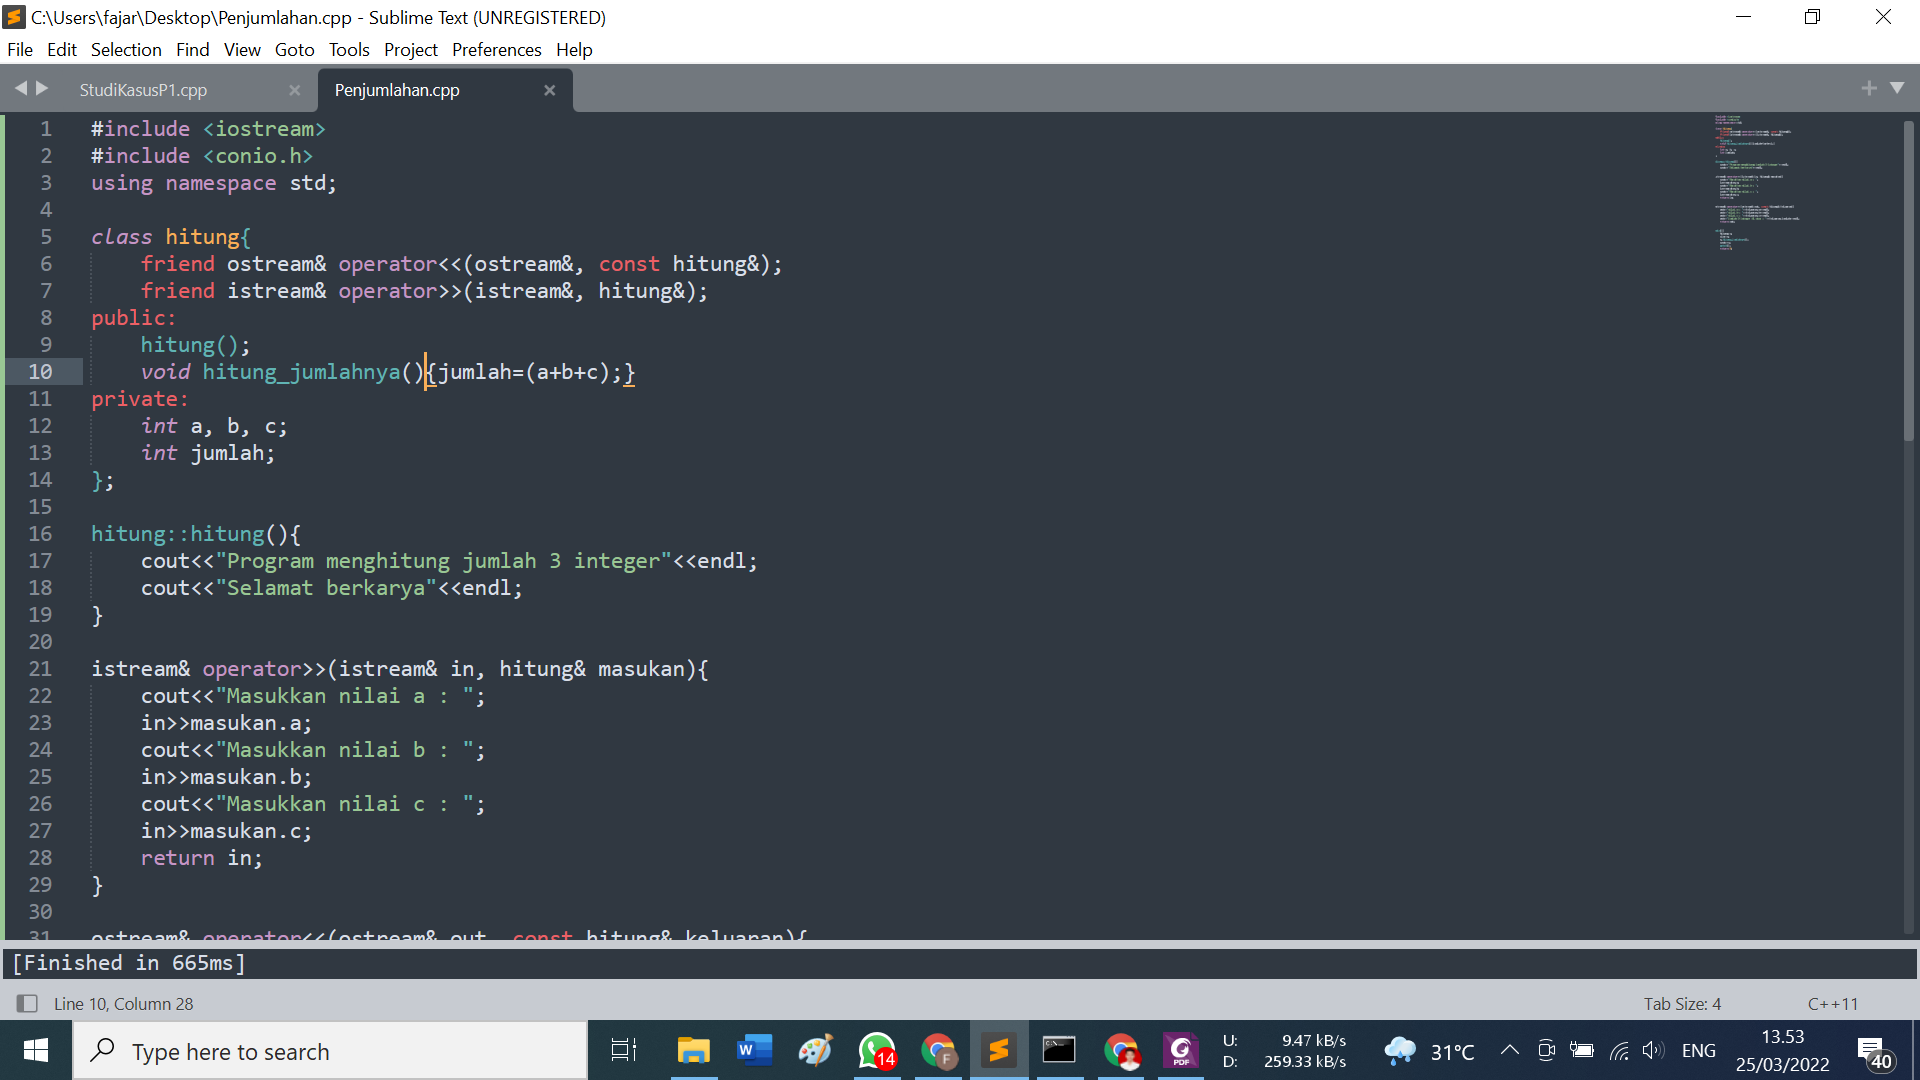 C:\Users\fajar\Desktop\Penjumlahan.cpp - Sublime Text (UNREGISTERED)
File Edit Selection Find View Goto Tools Project Preferences Help
StudiKasusP1.cpp Penjumlahan.cpp
1 #include <iostream>
2 #include <conio.h>
3 using namespace std;
4
5 class hitung{
6     friend ostream& operator<<(ostream&, const hitung&);
7     friend istream& operator>>(istream&, hitung&);
8 public:
9     hitung();
10     void hitung_jumlahnya(){jumlah=(a+b+c);}
11 private:
12     int a, b, c;
13     int jumlah;
14 };
15
16 hitung::hitung(){
17     cout<<"Program menghitung jumlah 3 integer"<<endl;
18     cout<<"Selamat berkarya"<<endl;
19 }
20
21 istream& operator>>(istream& in, hitung& masukan){
22     cout<<"Masukkan nilai a : ";
23     in>>masukan.a;
24     cout<<"Masukkan nilai b : ";
25     in>>masukan.b;
26     cout<<"Masukkan nilai c : ";
27     in>>masukan.c;
28     return in;
29 }
30
31 ostream& operator<<(ostream& out, const hitung& keluaran){
[Finished in 665ms]
Line 10, Column 28 Tab Size: 4 C++11
Type here to search
14
U: 9.47 kB/s
D: 259.33 kB/s
31°C
ENG
13.53
25/03/2022
40